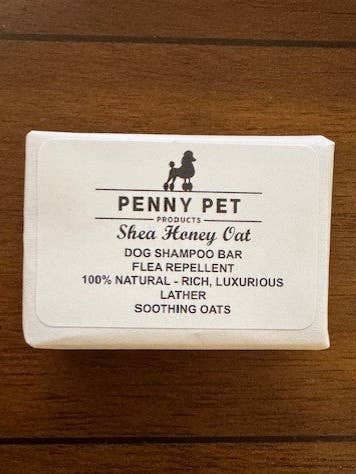 PENNY PET
PRODUCTS
Shea Honey Oat
DOG SHAMPOO BAR
FLEA REPELLENT
100% NATURAL - RICH, LUXURIOUS
LATHER
SOOTHING OATS